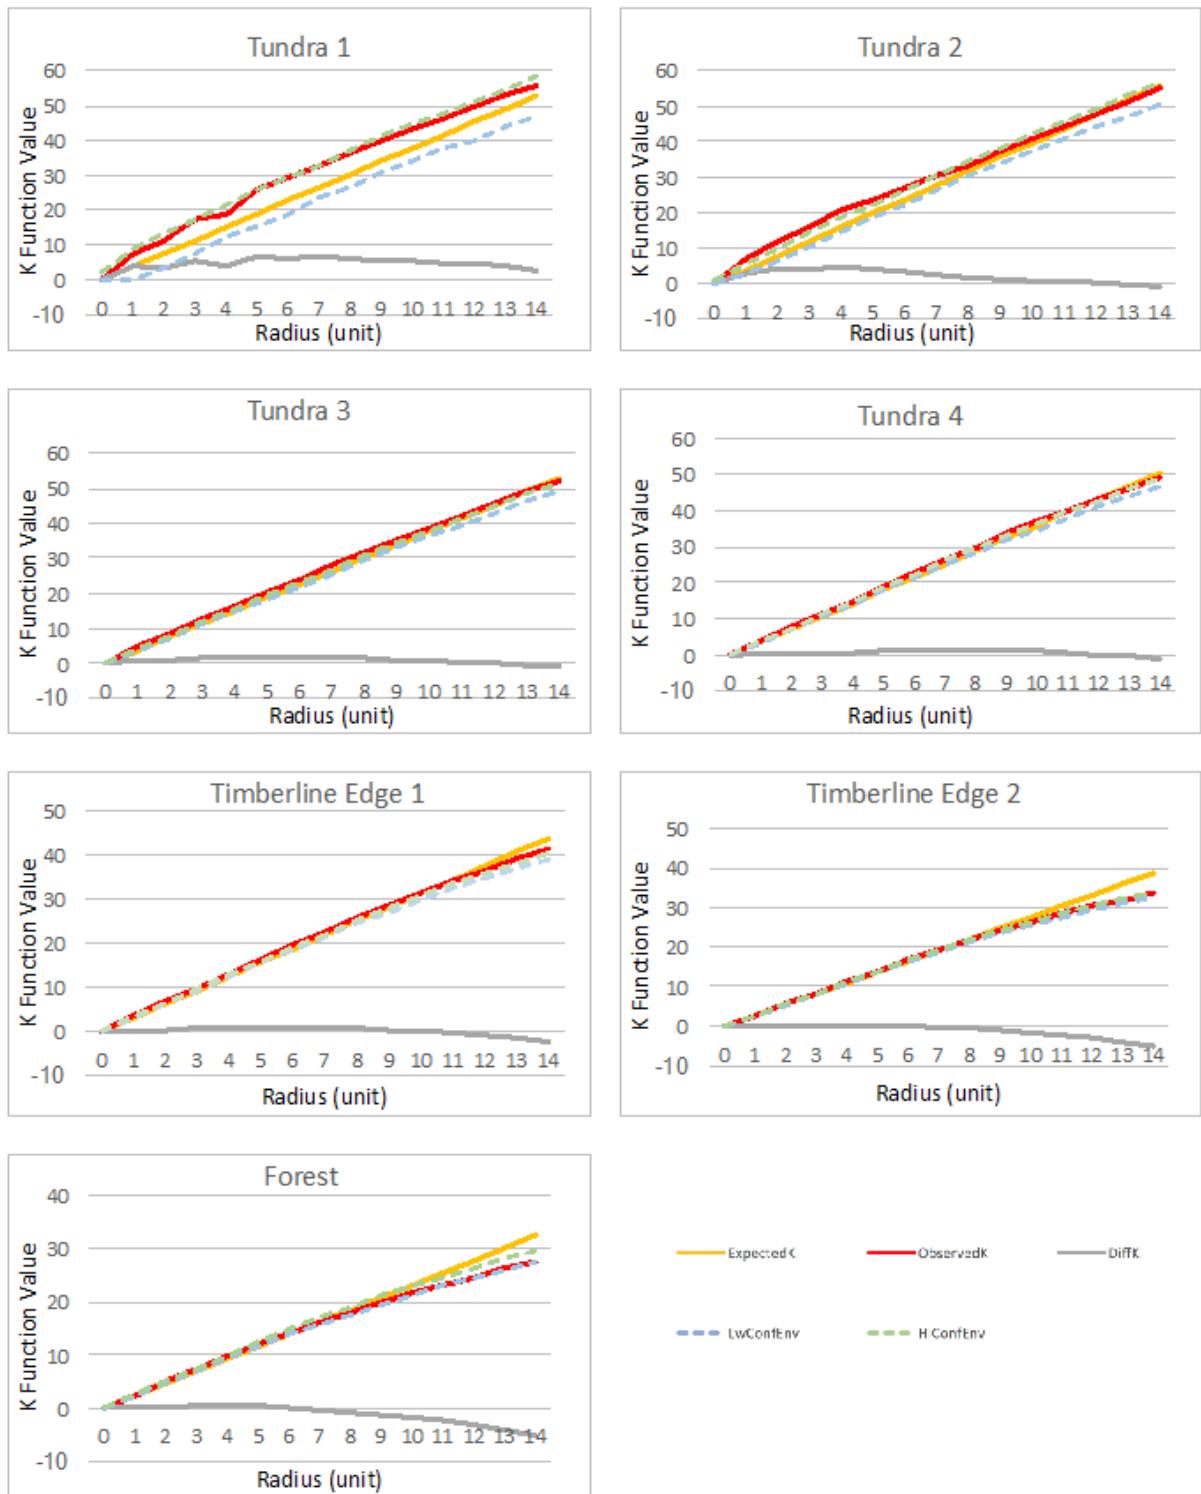 Tundra 1
60
50
40
30
20
10
0
-10
K Function Value
0 1 2 3 4 5 6 7 8 9 10 11 12 13 14
Radius (unit)
Tundra 2
60
50
40
30
20
10
0
-10
K Function Value
0 1 2 3 4 5 6 7 8 9 10 11 12 13 14
Radius (unit)
Tundra 3
60
50
40
30
20
10
0
-10
K Function Value
0 1 2 3 4 5 6 7 8 9 10 11 12 13 14
Radius (unit)
Tundra 4
60
50
40
30
20
10
0
-10
K Function Value
0 1 2 3 4 5 6 7 8 9 10 11 12 13 14
Radius (unit)
Timberline Edge 1
50
40
30
20
10
0
-10
K Function Value
0 1 2 3 4 5 6 7 8 9 10 11 12 13 14
Radius (unit)
Timberline Edge 2
50
40
30
20
10
0
-10
K Function Value
0 1 2 3 4 5 6 7 8 9 10 11 12 13 14
Radius (unit)
Forest
40
30
20
10
0
-10
K Function Value
0 1 2 3 4 5 6 7 8 9 10 11 12 13 14
Radius (unit)
ExpectedK ObservedK DiffK
LwConfEnv HiConfEnv